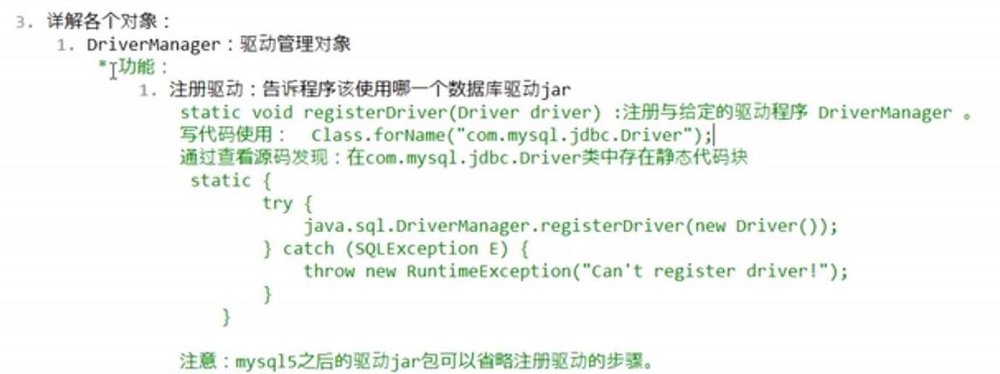 3. 详解各个对象：
1. DriverManager：驱动管理对象
* 功能：
1. 注册驱动：告诉程序该使用哪一个数据库驱动jar
static void registerDriver(Driver driver) :注册与给定的驱动程序 DriverManager 。
写代码使用：  Class.forName("com.mysql.jdbc.Driver");
通过查看源码发现：在com.mysql.jdbc.Driver类中存在静态代码块
static {
try {
java.sql.DriverManager.registerDriver(new Driver());
} catch (SQLException E) {
throw new RuntimeException("Can't register driver!");
}
}
注意：mysql5之后的驱动jar包可以省略注册驱动的步骤。